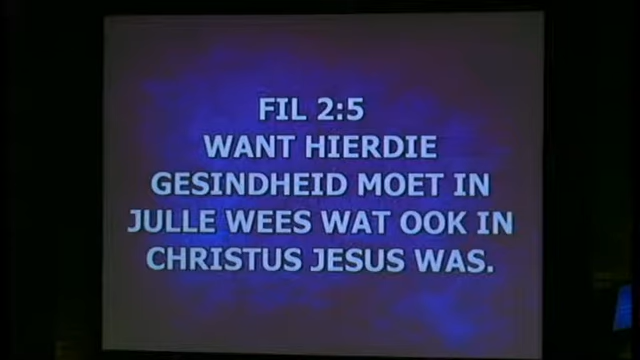 FIL 2:5
WANT HIERDIE
GESINDHEID MOET IN
JULLE WEES WAT OOK IN
CHRISTUS JESUS WAS.